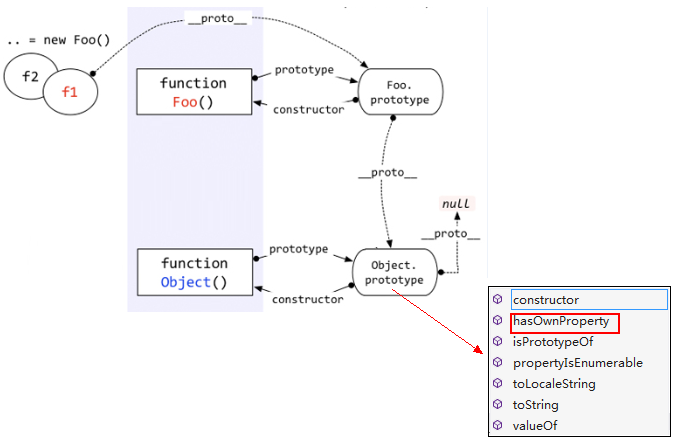 __proto__
.. = new Foo()
f2
f1
function
Foo()
prototype
constructor
Foo.
prototype
__proto__
null
__proto__
function
Object()
prototype
constructor
Object.
prototype
constructor
hasOwnProperty
isPrototypeOf
propertyIsEnumerable
toLocaleString
toString
valueOf